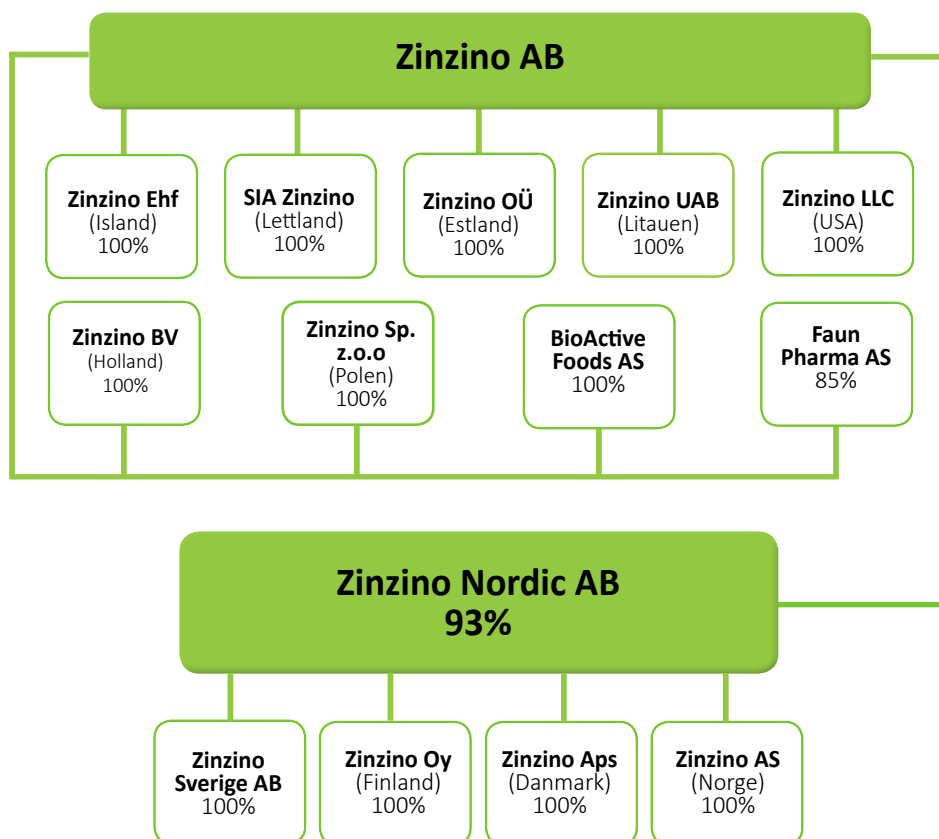 Zinzino AB
Zinzino Ehf
(Island)
100%
SIA Zinzino
(Lettland)
100%
Zinzino OÜ
(Estland)
100%
Zinzino UAB
(Litauen)
100%
Zinzino LLC
(USA)
100%
Zinzino BV
(Holland)
100%
Zinzino Sp.
z.o.o
(Polen)
100%
BioActive
Foods AS
100%
Faun
Pharma AS
85%
Zinzino Nordic AB
93%
Zinzino
Sverige AB
100%
Zinzino Oy
(Finland)
100%
Zinzino Aps
(Danmark)
100%
Zinzino AS
(Norge)
100%